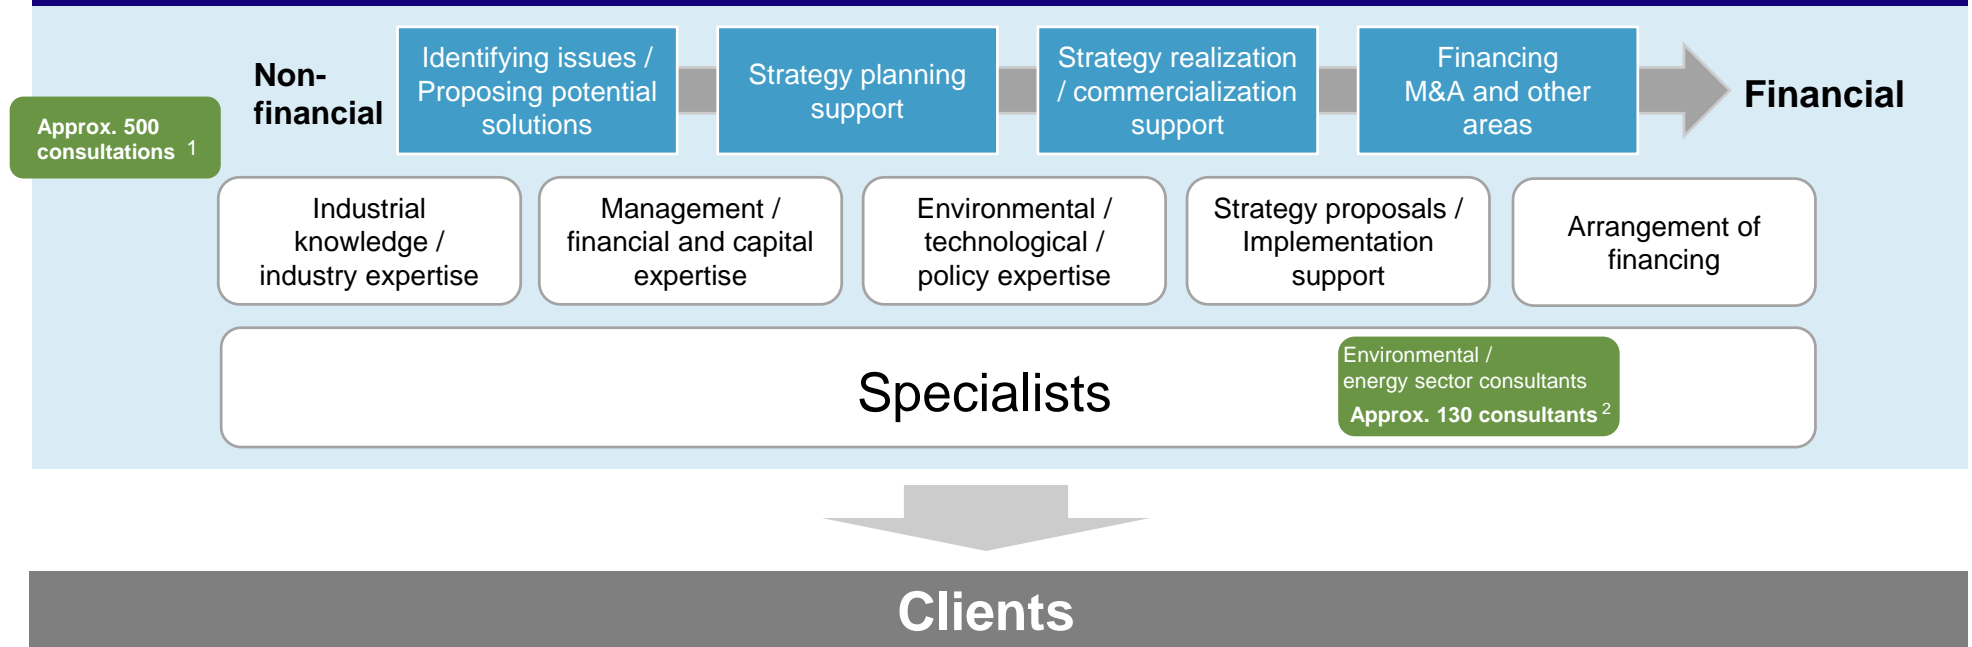 Non-
financial
Identifying issues /
Proposing potential
solutions
Strategy planning
support
Strategy realization
/ commercialization
support
Financing
M&A and other
areas
Financial
Approx. 500
consultations 1
Industrial
knowledge /
industry expertise
Management /
financial and capital
expertise
Environmental /
technological /
policy expertise
Strategy proposals /
Implementation
support
Arrangement of
financing
Specialists
Environmental /
energy sector consultants
Approx. 130 consultants 2
Clients